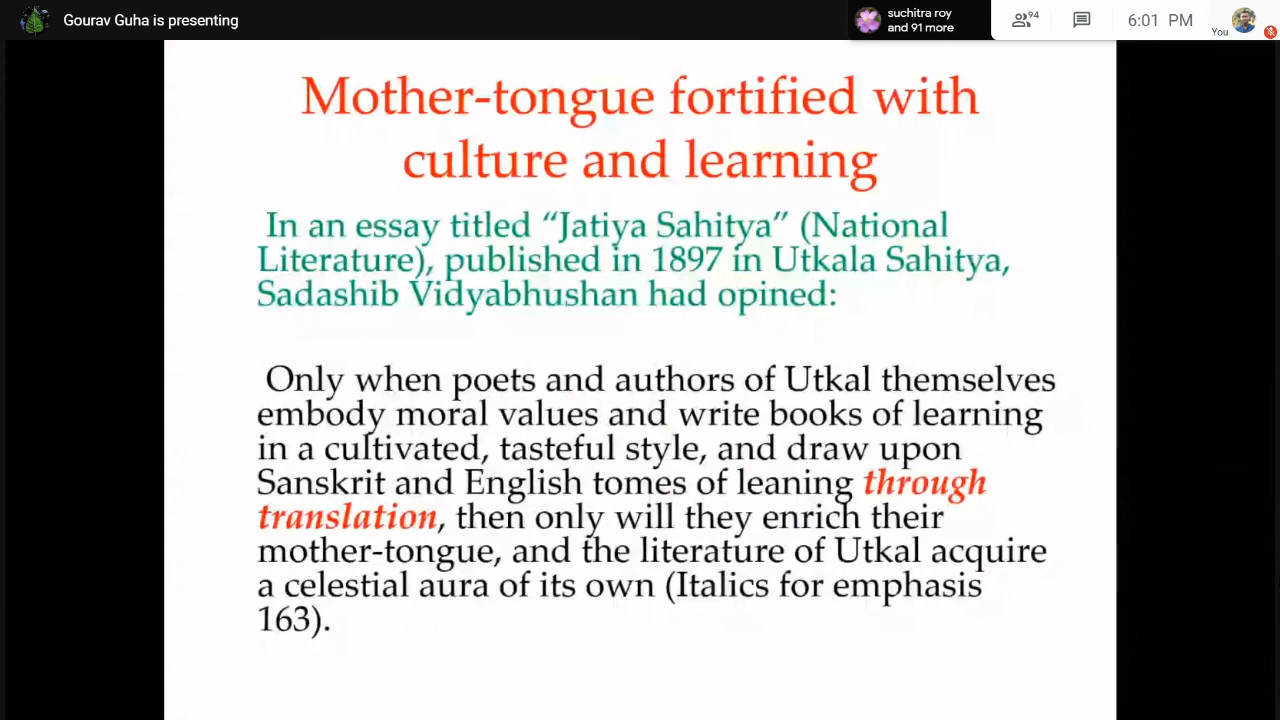 Gourav Guha is presenting
suchitra roy
and 91 more
94
6:01 PM
You
Mother-tongue fortified with
culture and learning
In an essay titled “Jatiya Sahitya” (National
Literature), published in 1897 in Utkala Sahitya,
Sadashib Vidyabhushan had opined:
Only when poets and authors of Utkal themselves
embody moral values and write books of learning
in a cultivated, tasteful style, and draw upon
Sanskrit and English tomes of leaning through
translation, then only will they enrich their
mother-tongue, and the literature of Utkal acquire
a celestial aura of its own (Italics for emphasis
163).